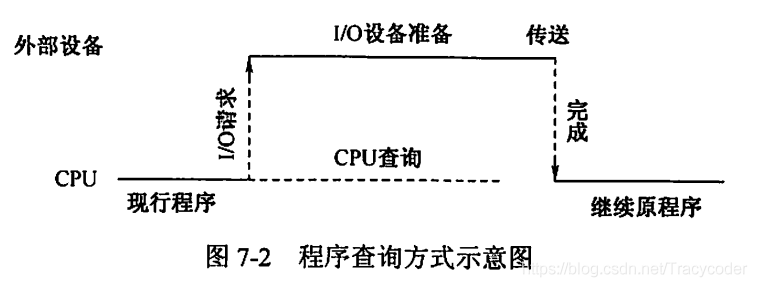 I/O设备准备 传送
外部设备
I/O请求
完成
CPU查询
CPU
现行程序 继续原程序
图 7-2 程序查询方式示意图
https://blog.csdn.net/Tracycoder